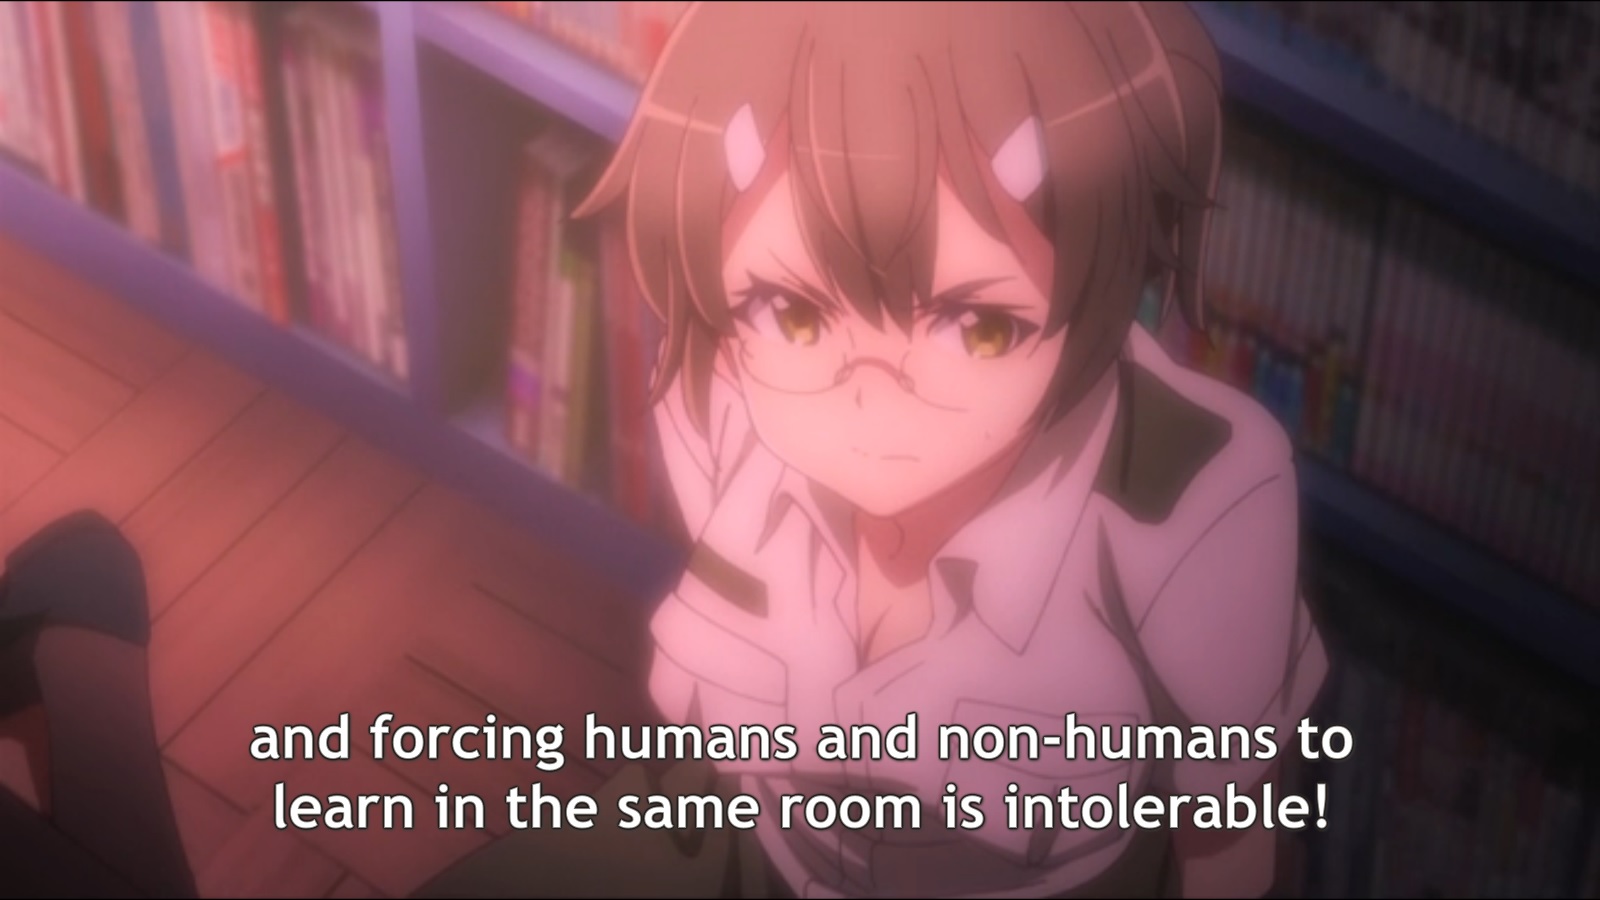 and forcing humans and non-humans to
learn in the same room is intolerable!